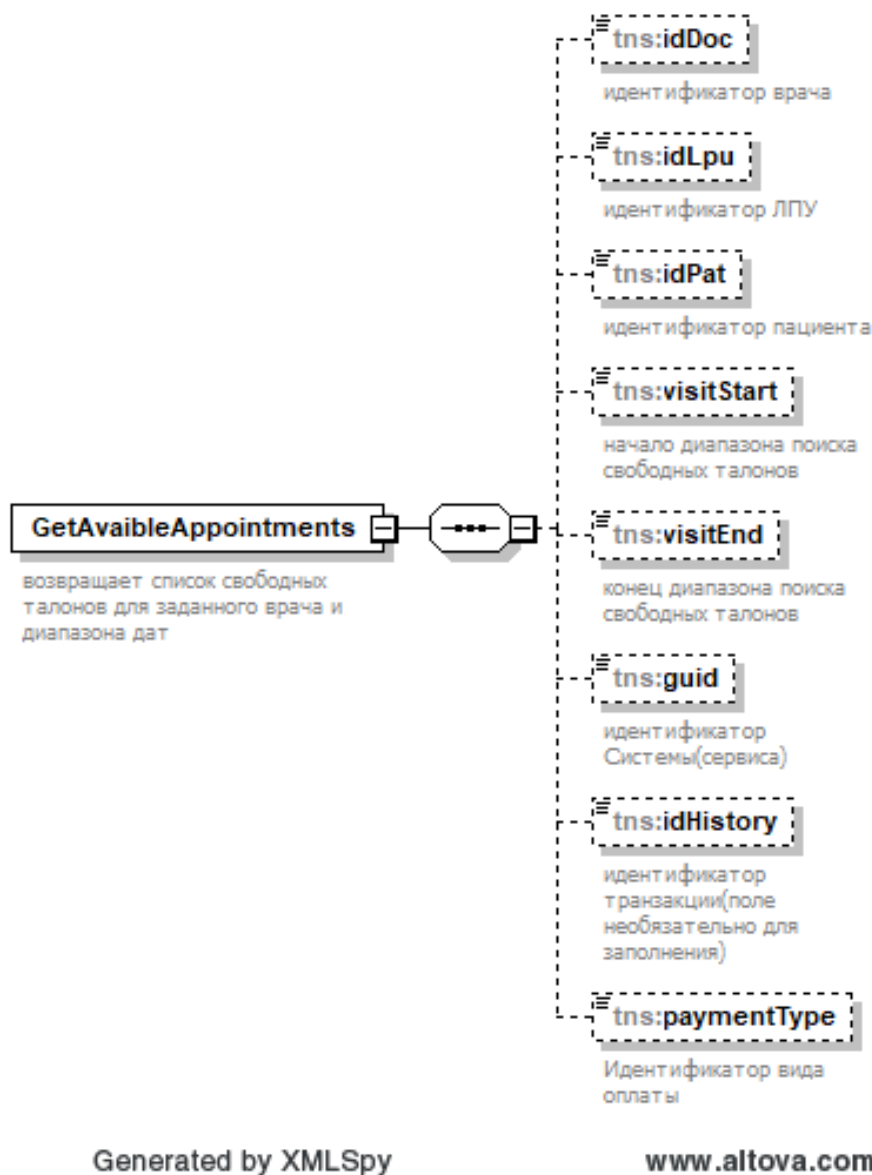 tns:idDoc
идентификатор врача
tns:idLpu
идентификатор ЛПУ
tns:idPat
идентификатор пациента
tns:visitStart
начало диапазона поиска
свободных талонов
GetAvaibleAppointments
возвращает список свободных
талонов для заданного врача и
диапазона дат
tns:visitEnd
конец диапазона поиска
свободных талонов
tns:guid
идентификатор
Системы(сервиса)
tns:idHistory
идентификатор
транзакции(поле
необязательно для
заполнения)
tns:paymentType
Идентификатор вида
оплаты
Generated by XMLSpy
www.altova.com